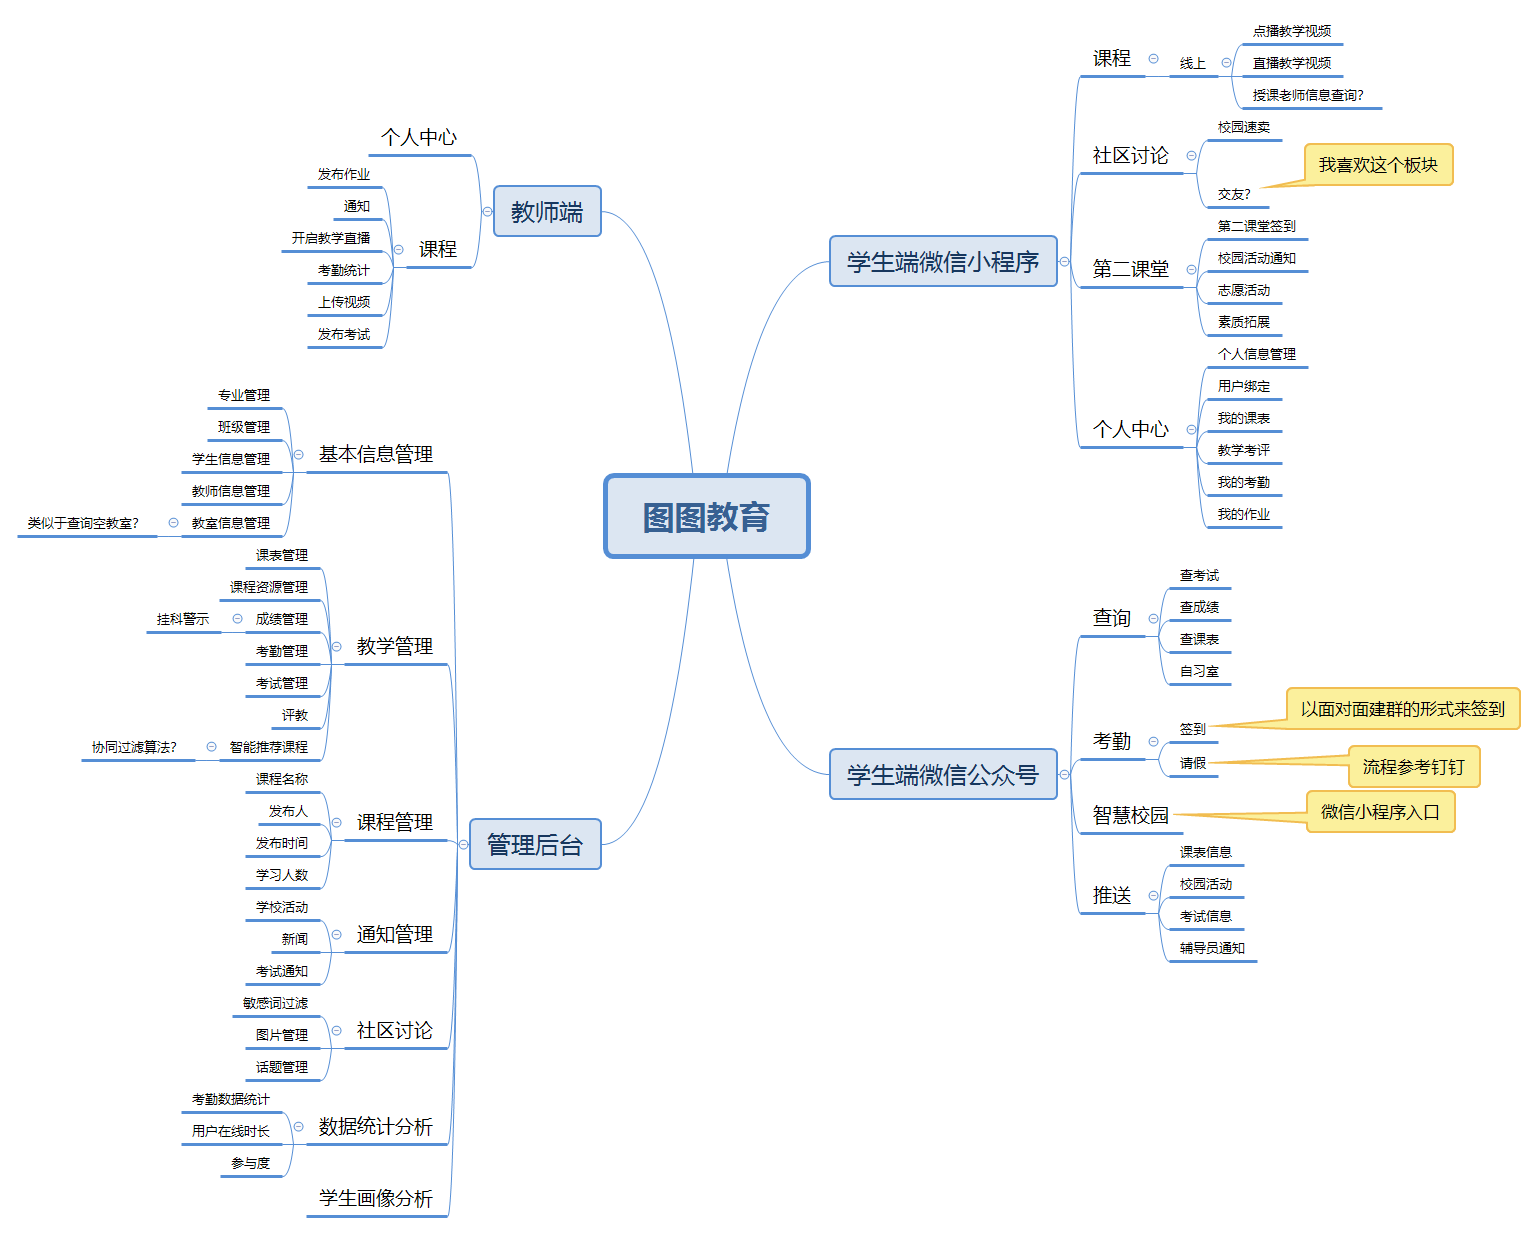 图图教育
学生端微信小程序
课程
线上
点播教学视频
直播教学视频
授课老师信息查询?
社区讨论
校园速卖
交友?
我喜欢这个板块
第二课堂
第二课堂签到
校园活动通知
志愿活动
素质拓展
个人中心
个人信息管理
用户绑定
我的课表
教学考评
我的考勤
我的作业
学生端微信公众号
查询
查考试
查成绩
查课表
自习室
考勤
签到
以面对面建群的形式来签到
请假
流程参考钉钉
智慧校园
微信小程序入口
推送
课表信息
校园活动
考试信息
辅导员通知
教师端
个人中心
课程
发布作业
通知
开启教学直播
考勤统计
上传视频
发布考试
管理后台
基本信息管理
专业管理
班级管理
学生信息管理
教师信息管理
教室信息管理
类似于查询空教室?
教学管理
课表管理
课程资源管理
成绩管理
挂科警示
考勤管理
考试管理
评教
智能推荐课程
协同过滤算法?
课程管理
课程名称
发布人
发布时间
学习人数
通知管理
学校活动
新闻
考试通知
社区讨论
敏感词过滤
图片管理
话题管理
数据统计分析
考勤数据统计
用户在线时长
参与度
学生画像分析